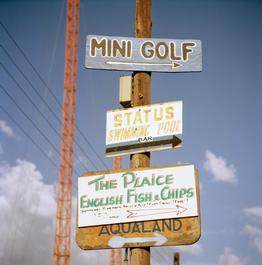 MINI GOLF
STATUS
SWIMMING POOL
BAR
THE PLAICE
ENGLISH FISH & CHIPS
AQUALAND